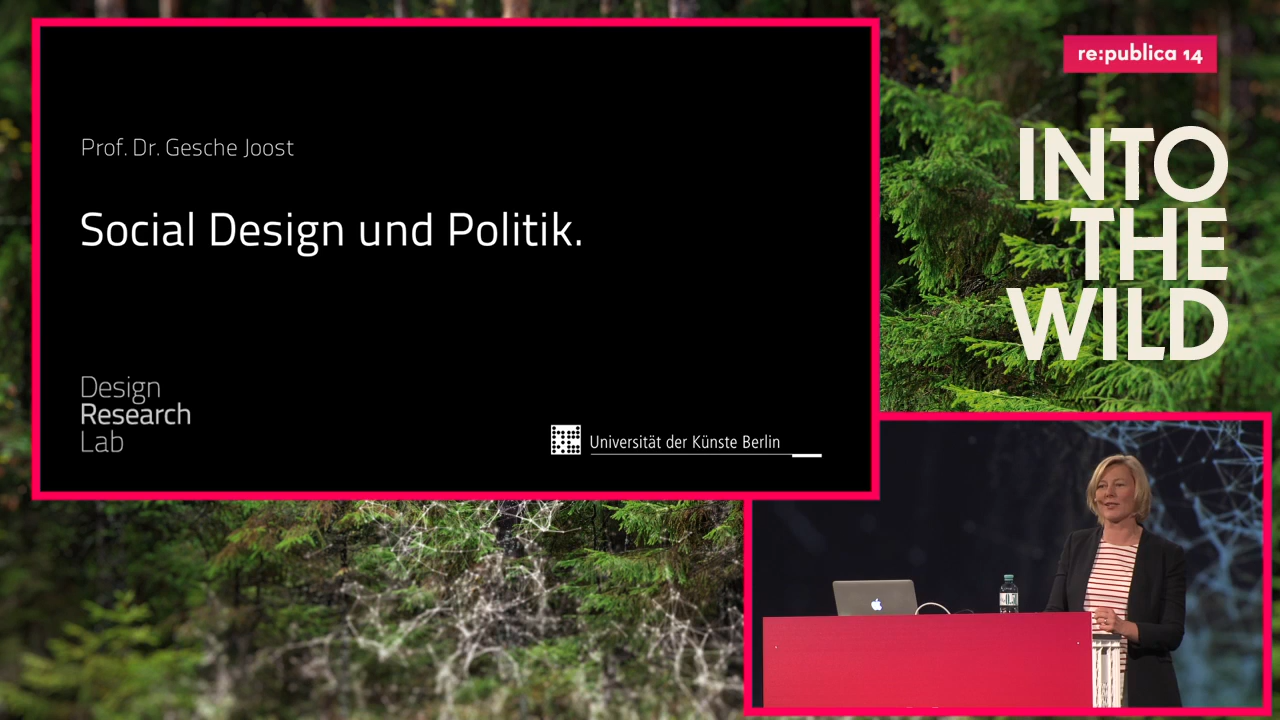 Prof. Dr. Gesche Joost
Social Design und Politik.
Design
Research
Lab
Universität der Künste Berlin
re:publica 14
INTO
THE
WILD